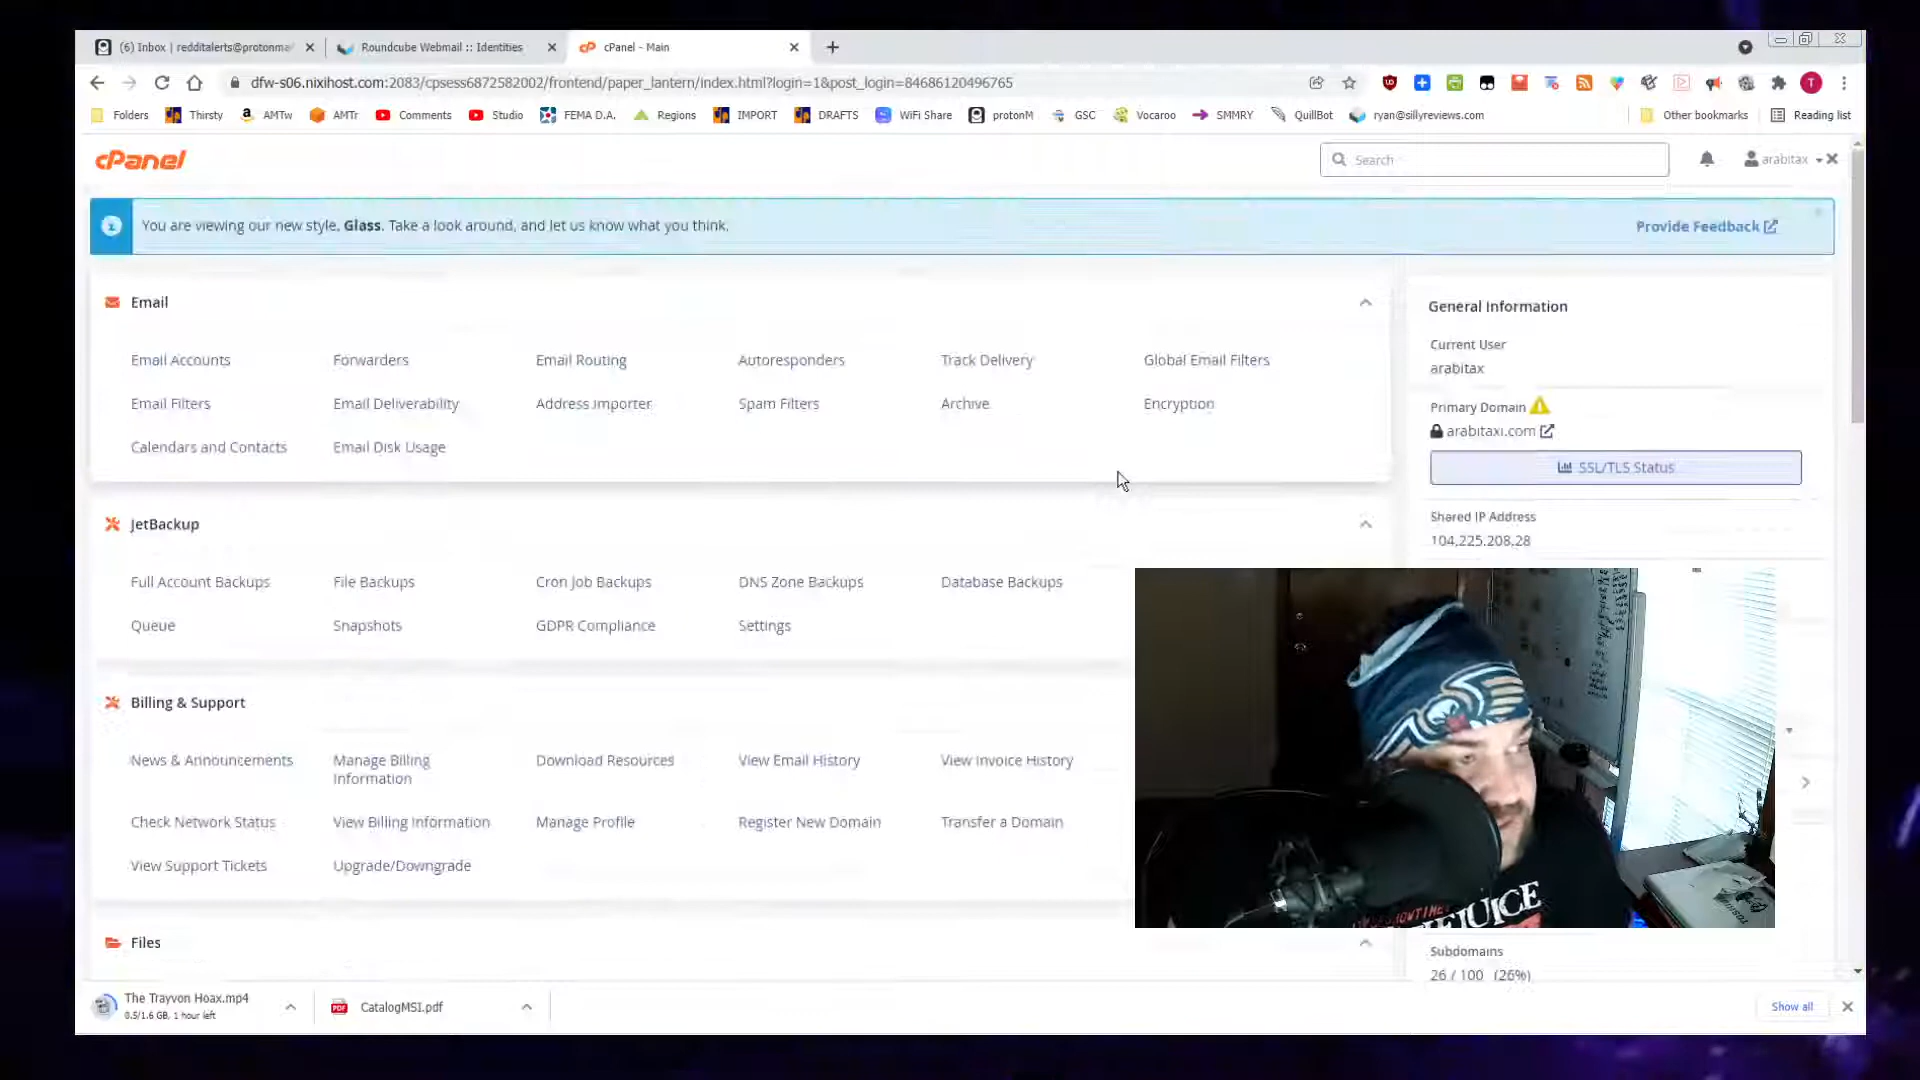 (6) Inbox | redditalerts@protonma
Roundcube Webmail :: Identities
cPanel - Main
dfw-s06.nixihost.com:2083/cpsess6872582002/frontend/paper_lantern/index.html?login=1&post_login=84686120496765
Folders
Thirsty
AMTw
AMTr
Comments
Studio
FEMA D.A.
Regions
IMPORT
DRAFTS
WiFi Share
protonM
GSC
Vocaroo
SMMRY
QuillBot
ryan@sillyreviews.com
Other bookmarks
Reading list
cPanel
Search
arabitax
You are viewing our new style, Glass. Take a look around, and let us know what you think.
Provide Feedback
Email
Email Accounts
Forwarders
Email Routing
Autoresponders
Track Delivery
Global Email Filters
Email Filters
Email Deliverability
Address Importer
Spam Filters
Archive
Encryption
Calendars and Contacts
Email Disk Usage
General Information
Current User
arabitax
Primary Domain
arabitaxi.com
SSL/TLS Status
Shared IP Address
104.225.208.28
JetBackup
Full Account Backups
File Backups
Cron Job Backups
DNS Zone Backups
Database Backups
Queue
Snapshots
GDPR Compliance
Settings
Billing & Support
News & Announcements
Manage Billing
Information
Download Resources
View Email History
View Invoice History
Check Network Status
View Billing Information
Manage Profile
Register New Domain
Transfer a Domain
View Support Tickets
Upgrade/Downgrade
TOSHIBA
Files
Subdomains
26 / 100 (26%)
The Trayvon Hoax.mp4
0.5/1.6 GB, 1 hour left
CatalogMSI.pdf
Show all